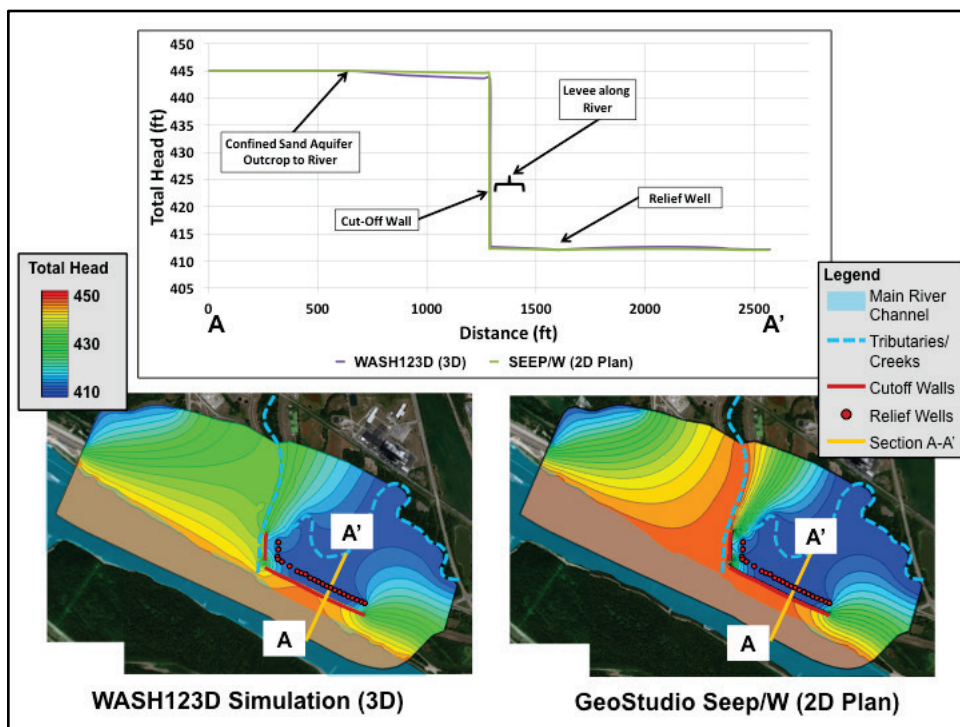 450
445
440
435
430
425
420
415
410
405
Total Head (ft)
Confined Sand Aquifer
Outcrop to River
Levee along
River
Cut-Off Wall
Relief Well
0
500
1000
1500
2000
2500
A
Distance (ft)
A'
WASH123D (3D)
SEEP/W (2D Plan)
Total Head
450
430
410
Legend
Main River
Channel
Tributaries/
Creeks
Cutoff Walls
Relief Wells
Section A-A'
A'
A
A'
A
WASH123D Simulation (3D)
GeoStudio Seep/W (2D Plan)